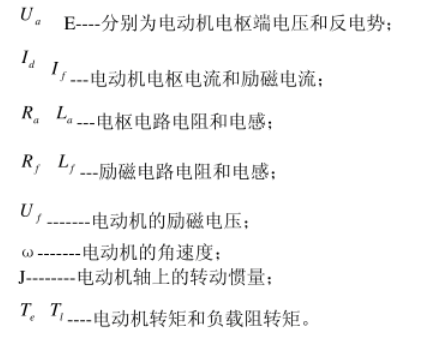 U_a E----分别为电动机电枢端电压和反电势；
I_d I_f ---电动机电枢电流和励磁电流；
R_a L_a ---电枢电路电阻和电感；
R_f L_f ---励磁电路电阻和电感；
U_f -------电动机的励磁电压；
ω-------电动机的角速度；
J--------电动机轴上的转动惯量；
T_e T_l ----电动机转矩和负载阻转矩。